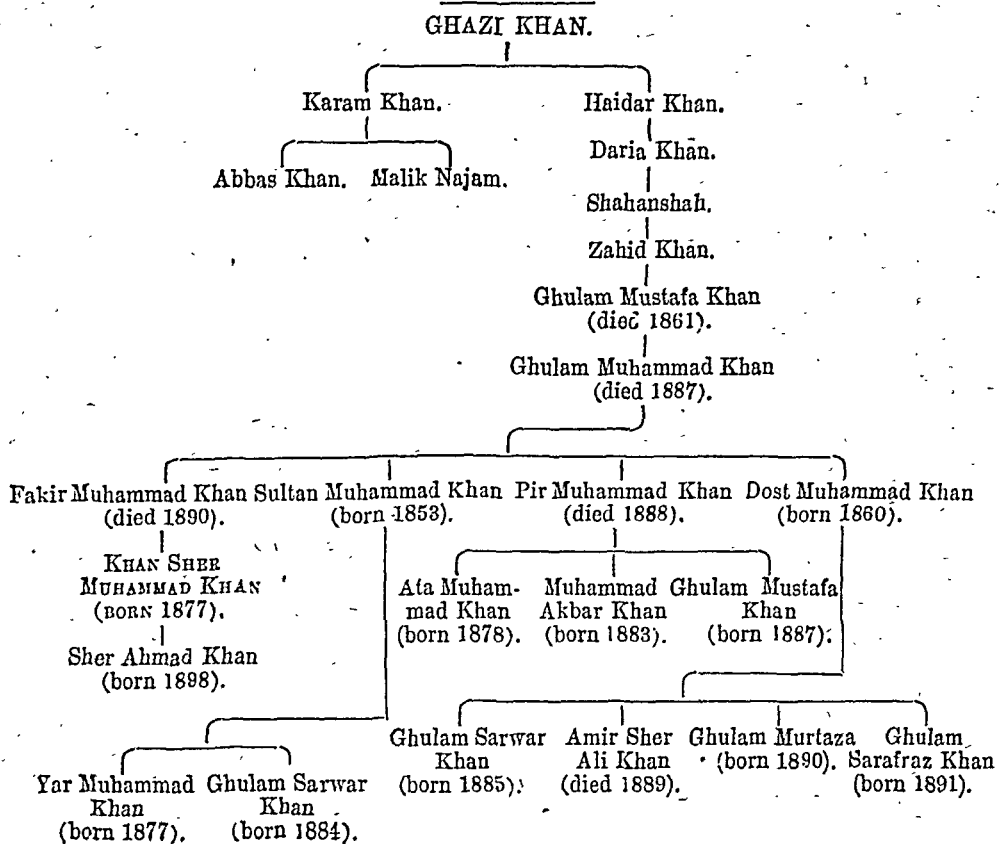 GHAZI KHAN.
Karam Khan. Haidar Khan.
Daria Khan.
Abbas Khan. Malik Najam.
Shahanshah.
Zahid Khan.
Ghulam Mustafa Khan
(died 1861).
Ghulam Muhammad Khan
(died 1887).
Fakir Muhammad Khan Sultan Muhammad Khan Pir Muhammad Khan Dost Muhammad Khan
(died 1890). (born 1853). (died 1888). (born 1860).
KHAN SHER
MUHAMMAD KHAN
(BORN 1877).
Sher Ahmad Khan
(born 1898).
Ata Muham- Muhammad Ghulam Mustafa
mad Khan Akbar Khan Khan
(born 1878). (born 1883). (born 1887).
Ghulam Sarwar Amir Sher Ghulam Murtaza Ghulam
Khan Ali Khan (born 1890). Sarafraz Khan
(born 1885). (died 1889). (born 1891).
Yar Muhammad Ghulam Sarwar
Khan Khan
(born 1877). (born 1884).